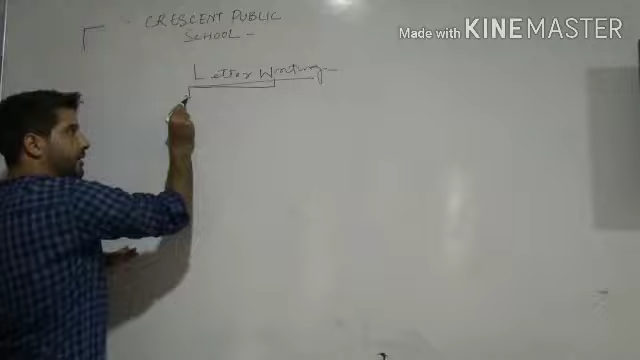 CRESCENT PUBLIC
SCHOOL -
Letter Writing
Made with KINEMASTER